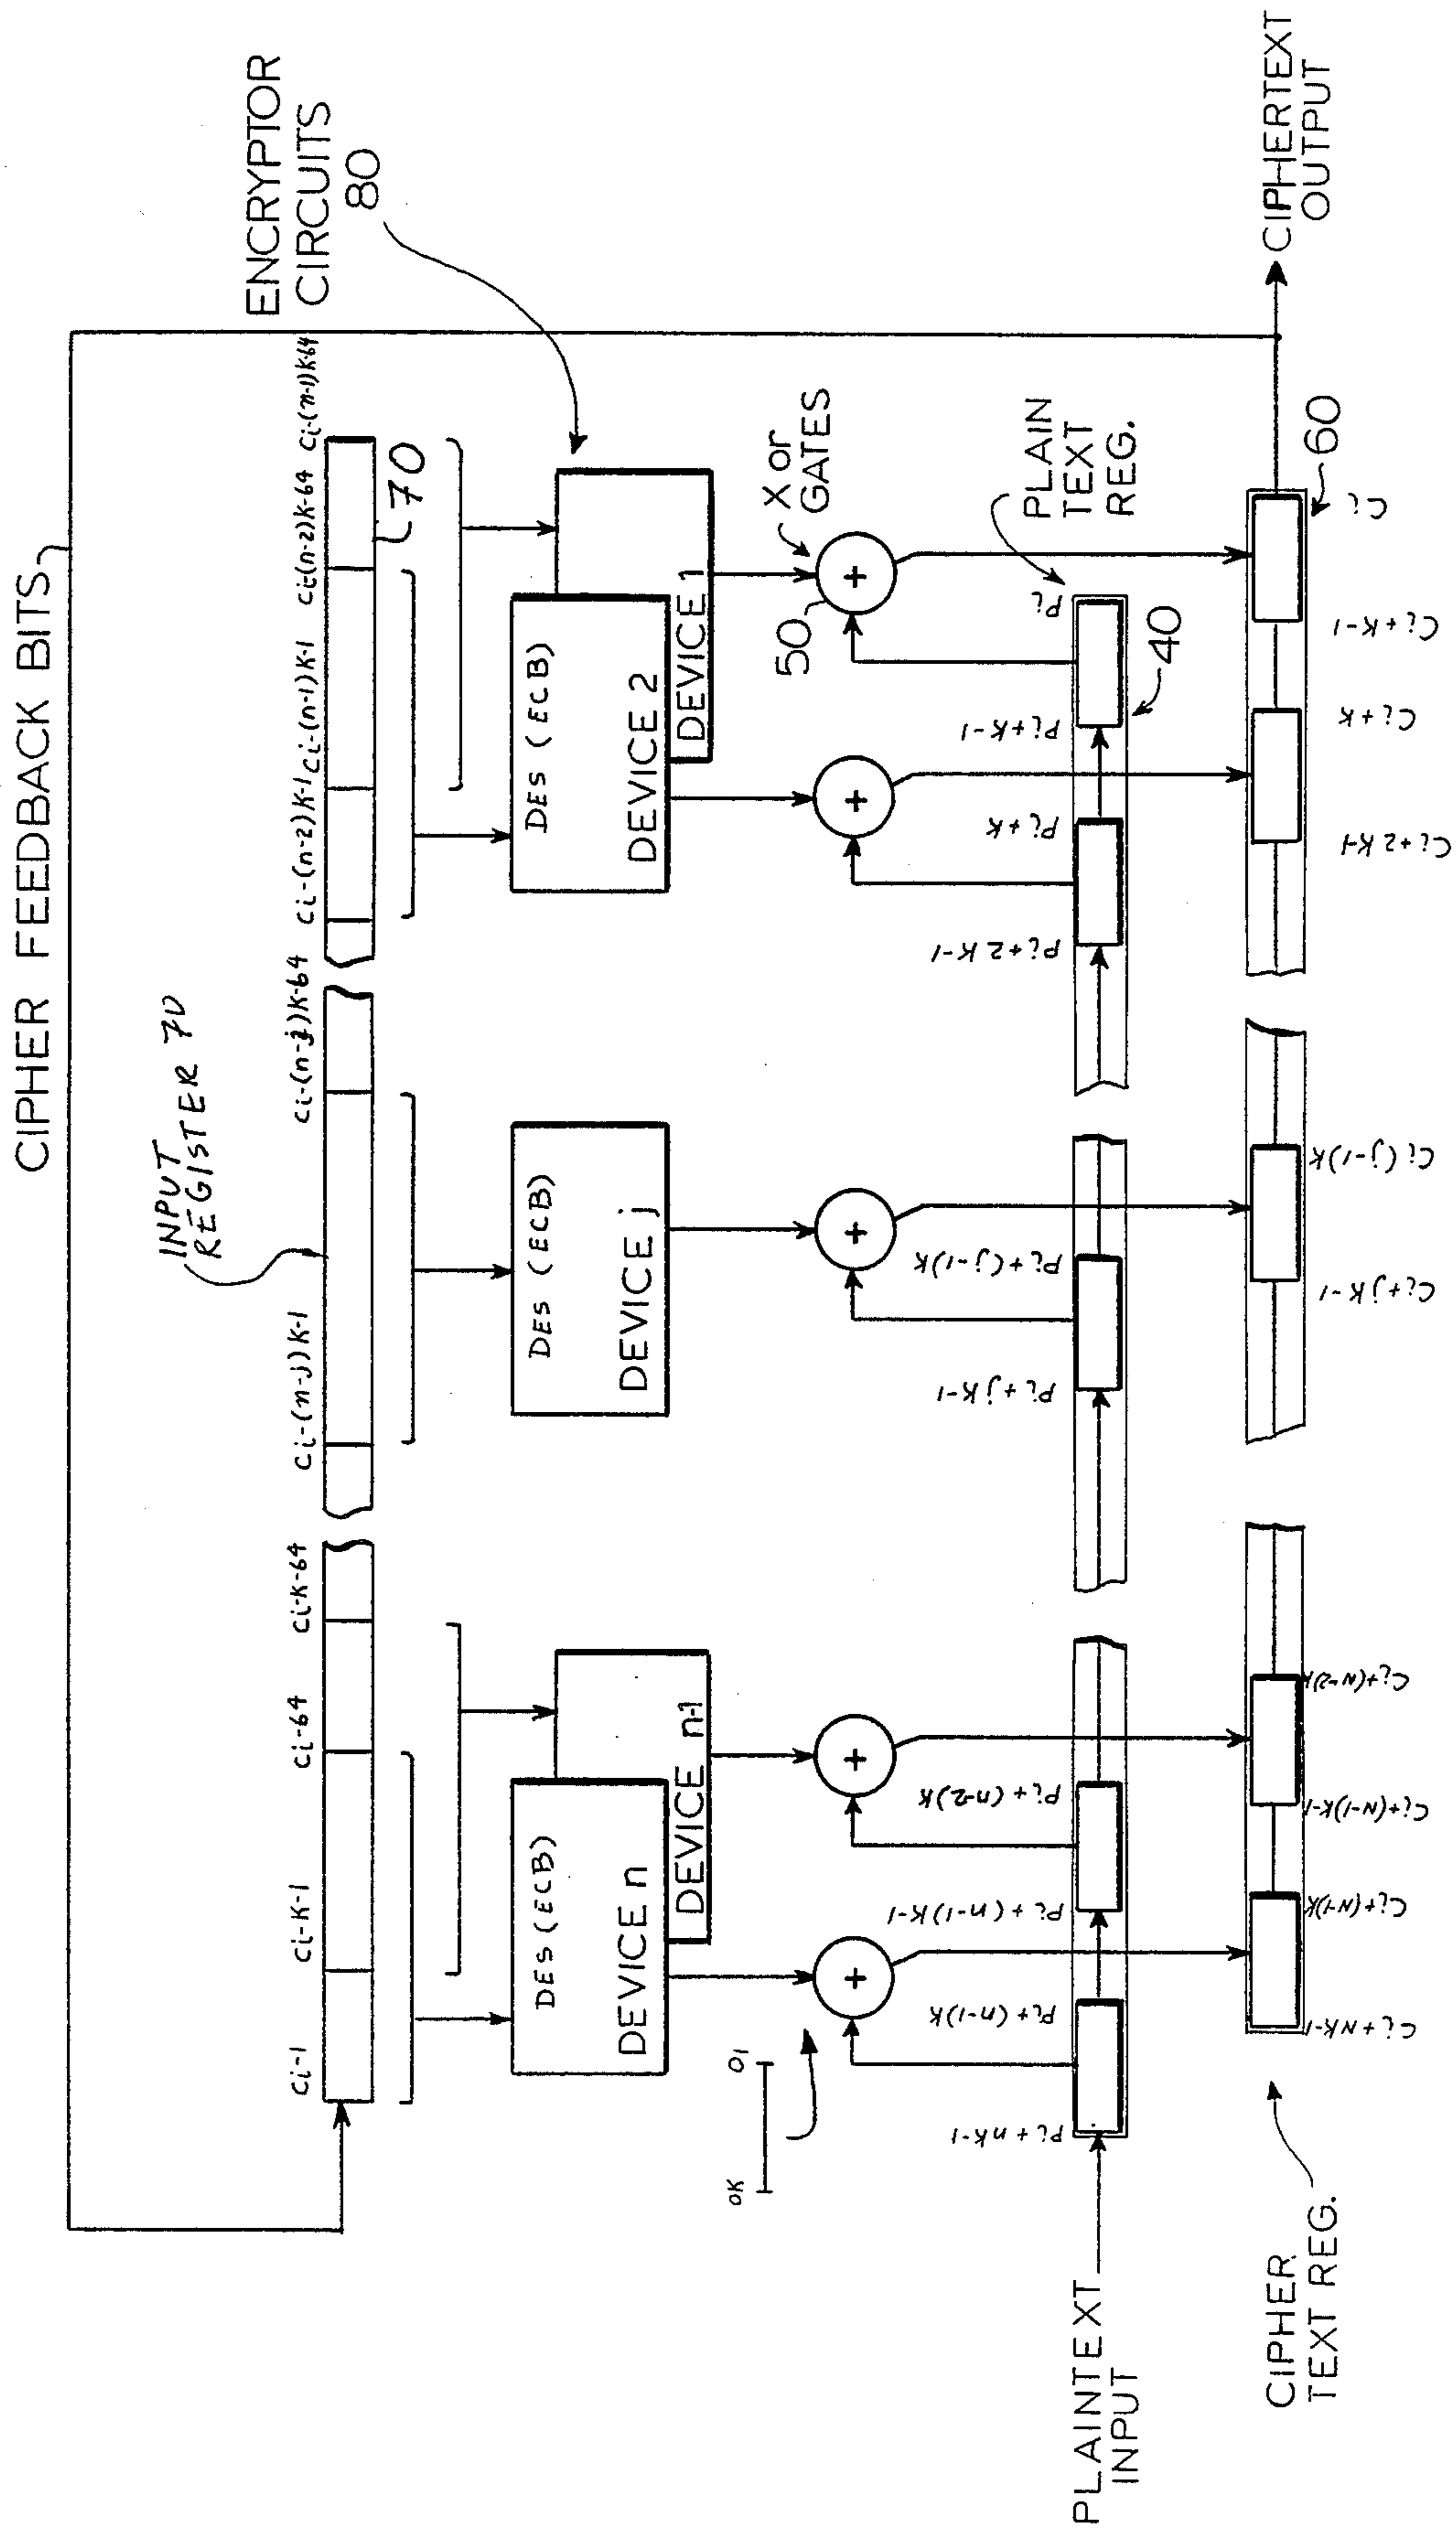 CIPHER FEEDBACK BITS
INPUT
REGISTER 70
ENCRYPTOR
CIRCUITS
80
Ci-1
Ci-K-1
Ci-64
Ci-K-64
Ci-(n-j)K-1
Ci-(n-j)K-64
Ci-(n-2)K-1
Ci-(n-1)K-1
Ci-(n-2)K-64
Ci-(n-1)K-64
70
DES (ECB)
DEVICE n
DEVICE n-1
DES (ECB)
DEVICE j
DES (ECB)
DEVICE 2
DEVICE 1
OK
O1
+
+
+
+
+
50
X or
GATES
PLAINTEXT
INPUT
Pi+nK-1
Pi+(n-1)K
Pi+(n-1)K-1
Pi+(n-2)K
Pi+jK-1
Pi+(j-1)K
Pi+2K-1
Pi+K
Pi+K-1
Pi
PLAIN
TEXT
REG.
40
CIPHER
TEXT REG.
Ci+NK-1
Ci+(N-1)K
Ci+(N-1)K-1
Ci+(N-2)K
Ci+jK-1
Ci(j-1)K
Ci+2K-1
Ci+K
Ci+K-1
Ci
60
CIPHERTEXT
OUTPUT